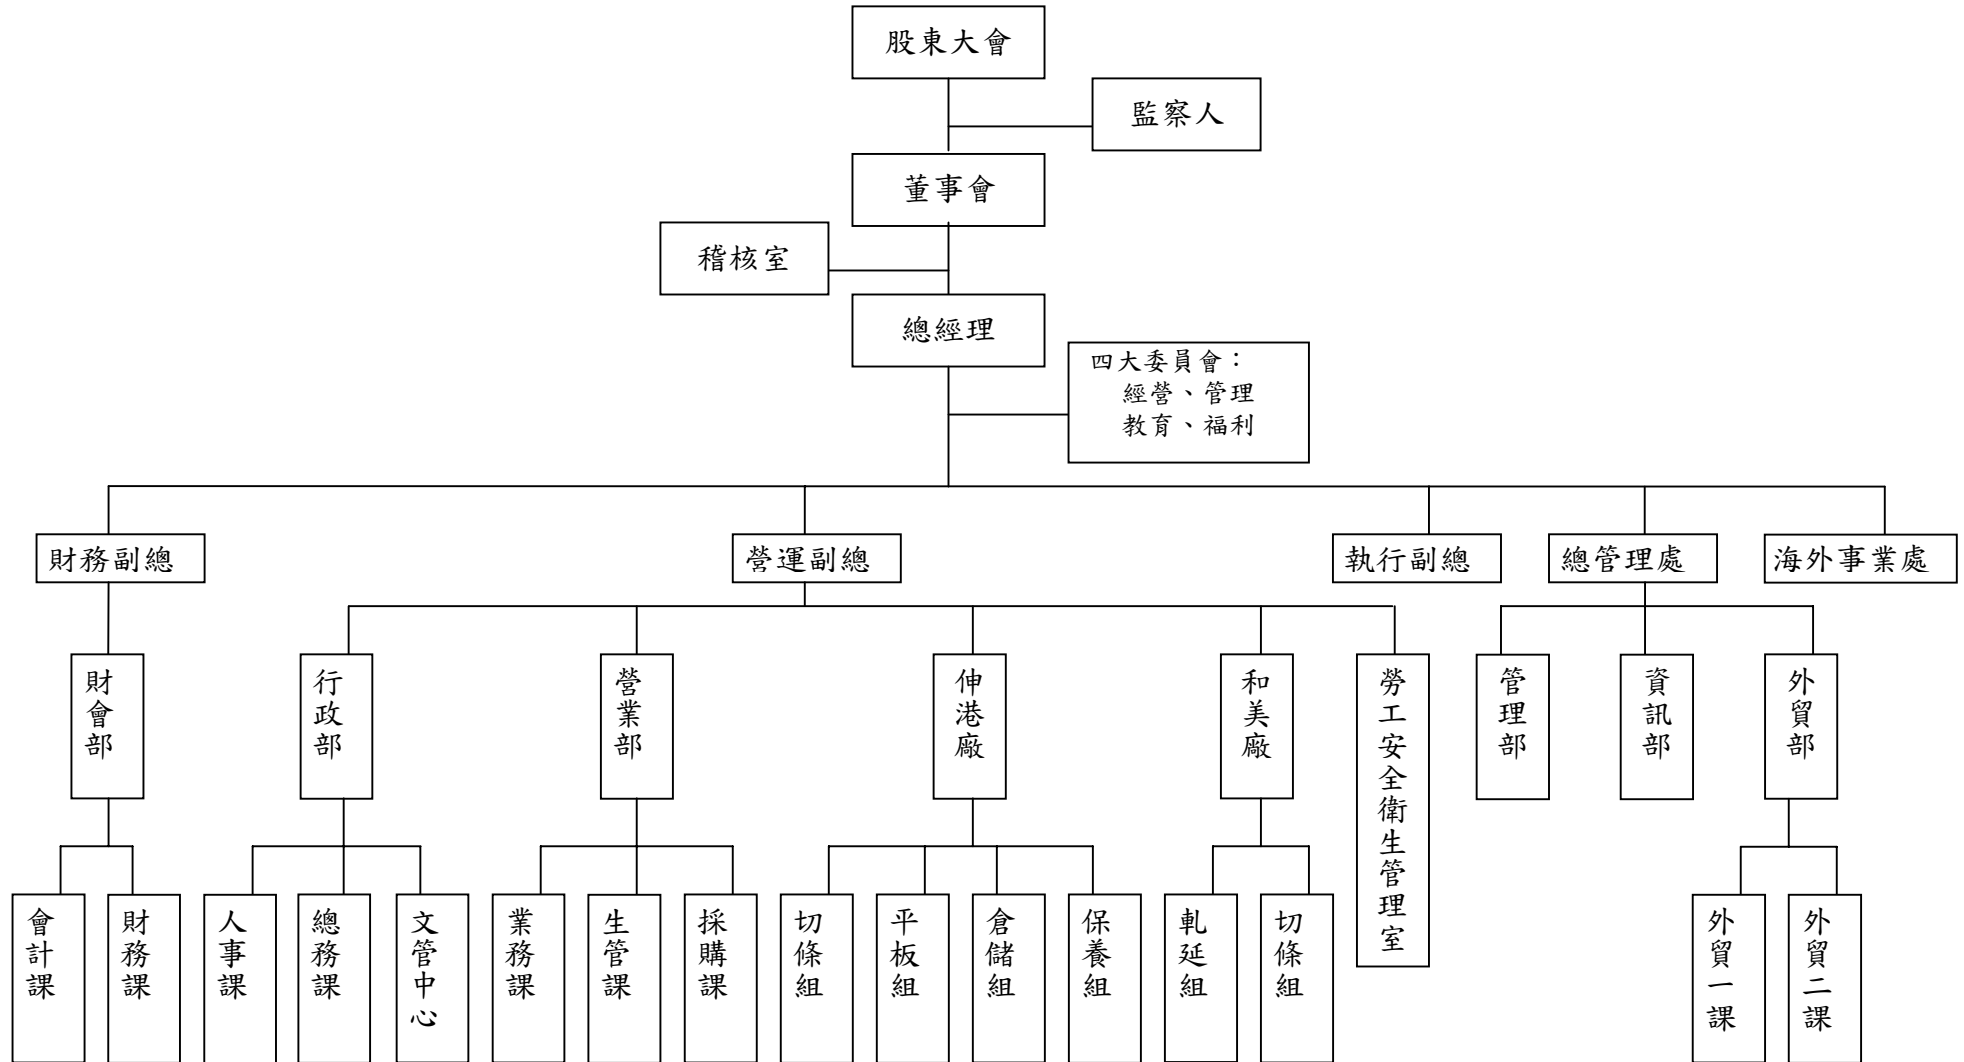 股東大會
監察人
董事會
稽核室
總經理
四大委員會：
經營、管理
教育、福利
財務副總
營運副總
執行副總
總管理處
海外事業處
財會部
行政部
營業部
伸港廠
和美廠
勞工安全衛生管理室
管理部
資訊部
外貿部
會計課
財務課
人事課
總務課
文管中心
業務課
生管課
採購課
切條組
平板組
倉儲組
保養組
軋延組
切條組
外貿一課
外貿二課